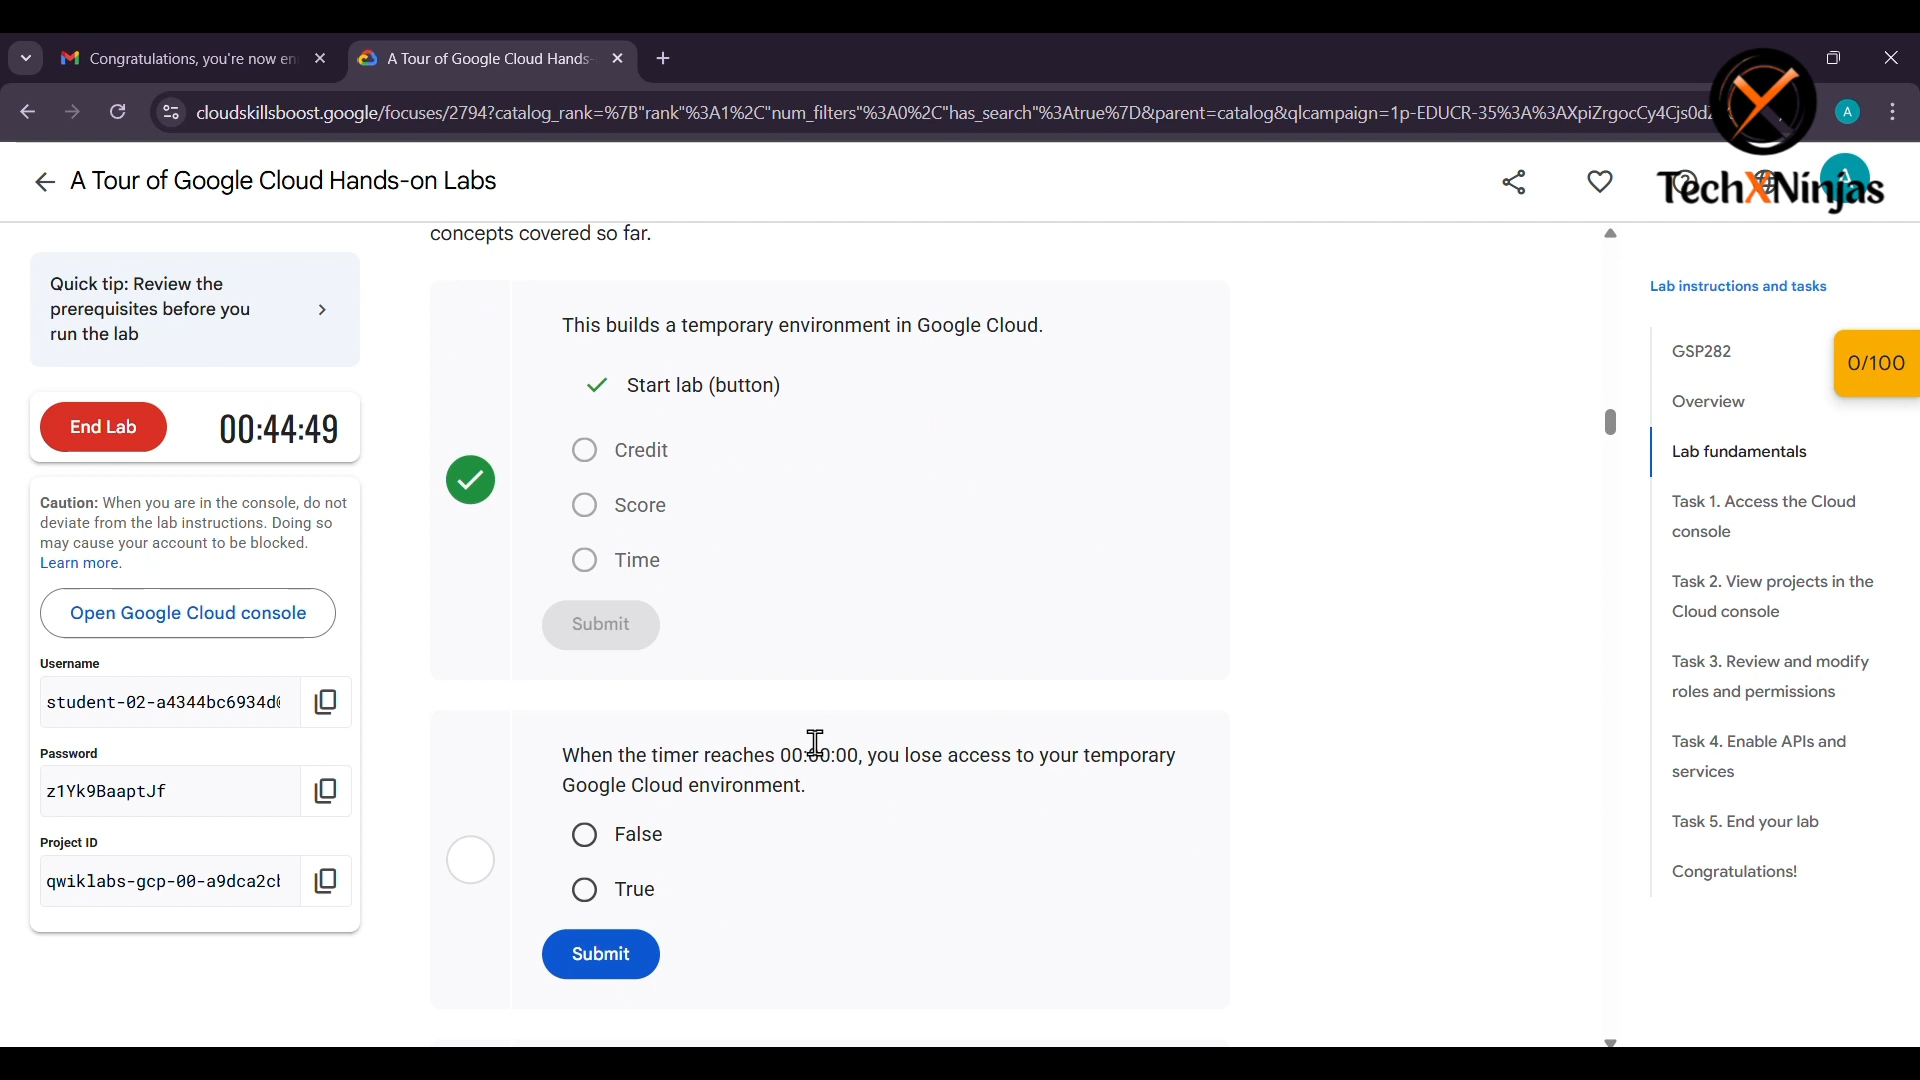 Congratulations, you're now en
A Tour of Google Cloud Hands-
cloudskillsboost.google/focuses/2794?catalog_rank=%7B"rank"%3A1%2C"num_filters"%3A0%2C"has_search"%3Atrue%7D&parent=catalog&qlcampaign=1p-EDUCR-35%3A%3AXpiZrgocCy4Cjs0dZ
A
A Tour of Google Cloud Hands-on Labs
TechXNinjas
concepts covered so far.
Quick tip: Review the
prerequisites before you
run the lab
End Lab
00:44:49
Caution: When you are in the console, do not
deviate from the lab instructions. Doing so
may cause your account to be blocked.
Learn more.
Open Google Cloud console
Username
student-02-a4344bc6934d
Password
z1Yk9BaaptJf
Project ID
qwiklabs-gcp-00-a9dca2c
This builds a temporary environment in Google Cloud.
Start lab (button)
Credit
Score
Time
Submit
When the timer reaches 00:00:00, you lose access to your temporary
Google Cloud environment.
False
True
Submit
Lab instructions and tasks
0/100
GSP282
Overview
Lab fundamentals
Task 1. Access the Cloud
console
Task 2. View projects in the
Cloud console
Task 3. Review and modify
roles and permissions
Task 4. Enable APIs and
services
Task 5. End your lab
Congratulations!